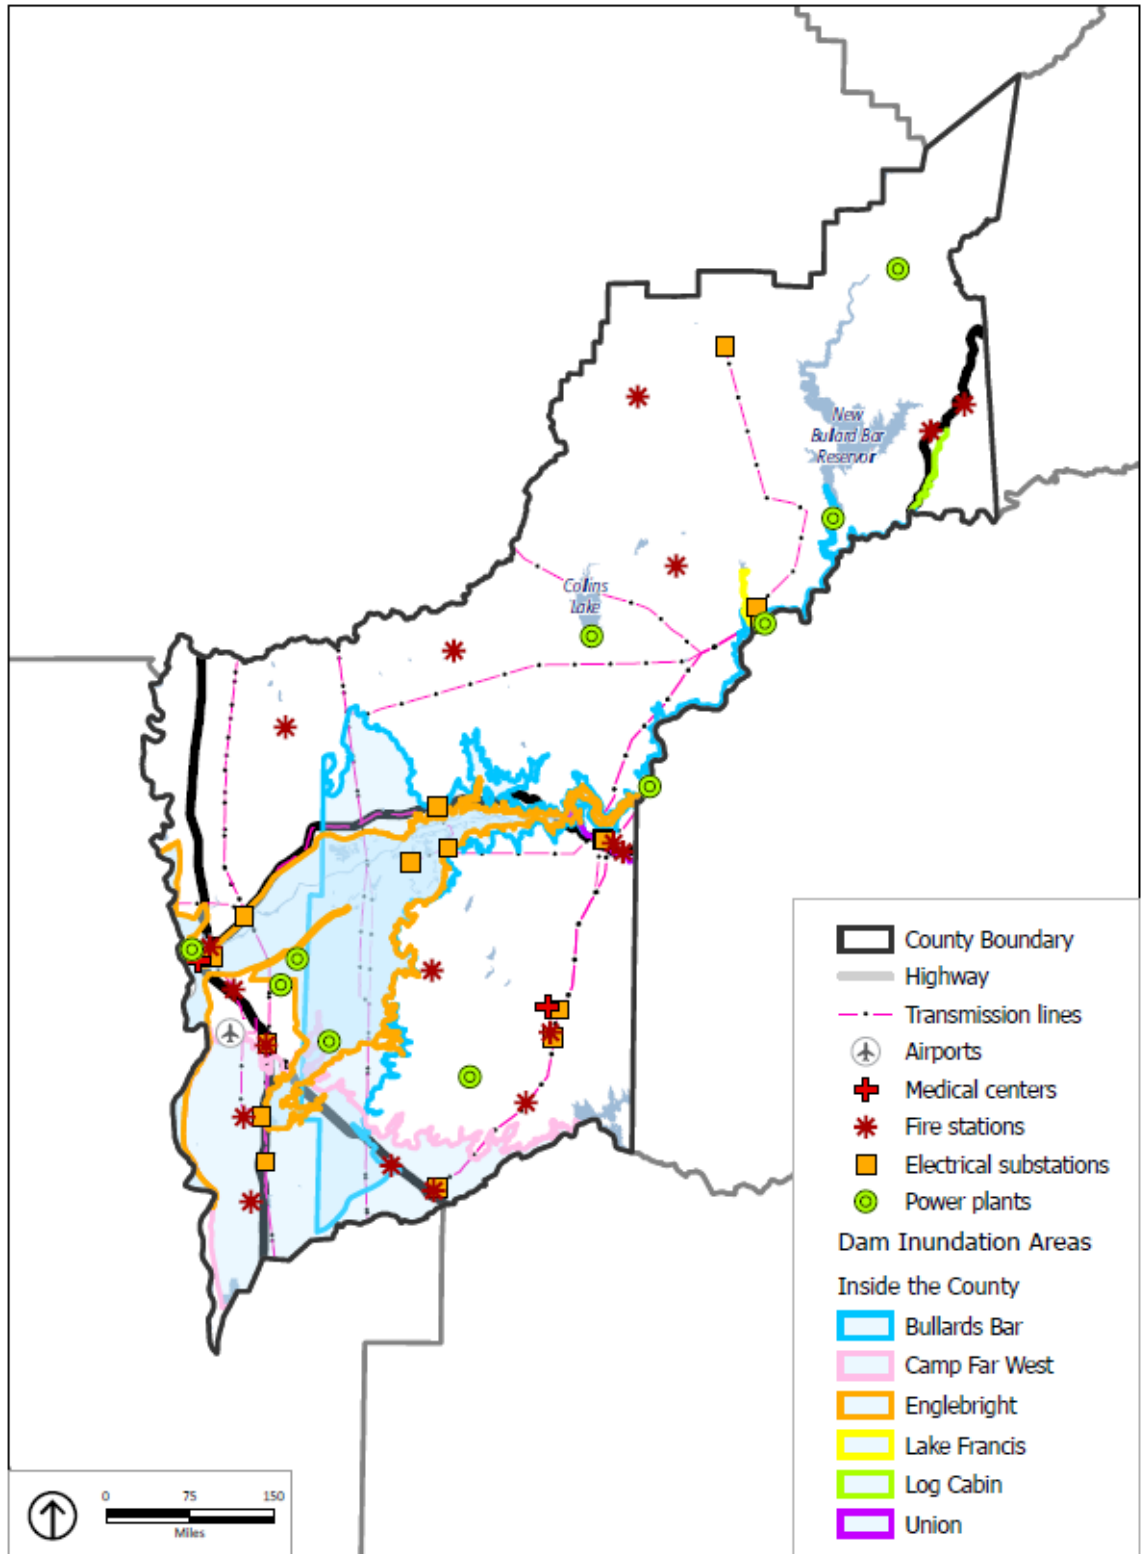 New
Bullard Bar
Reservoir
Collins
Lake
County Boundary
Highway
Transmission lines
Airports
Medical centers
Fire stations
Electrical substations
Power plants
Dam Inundation Areas
Inside the County
Bullards Bar
Camp Far West
Englebright
Lake Francis
Log Cabin
Union
0 75 150
Miles